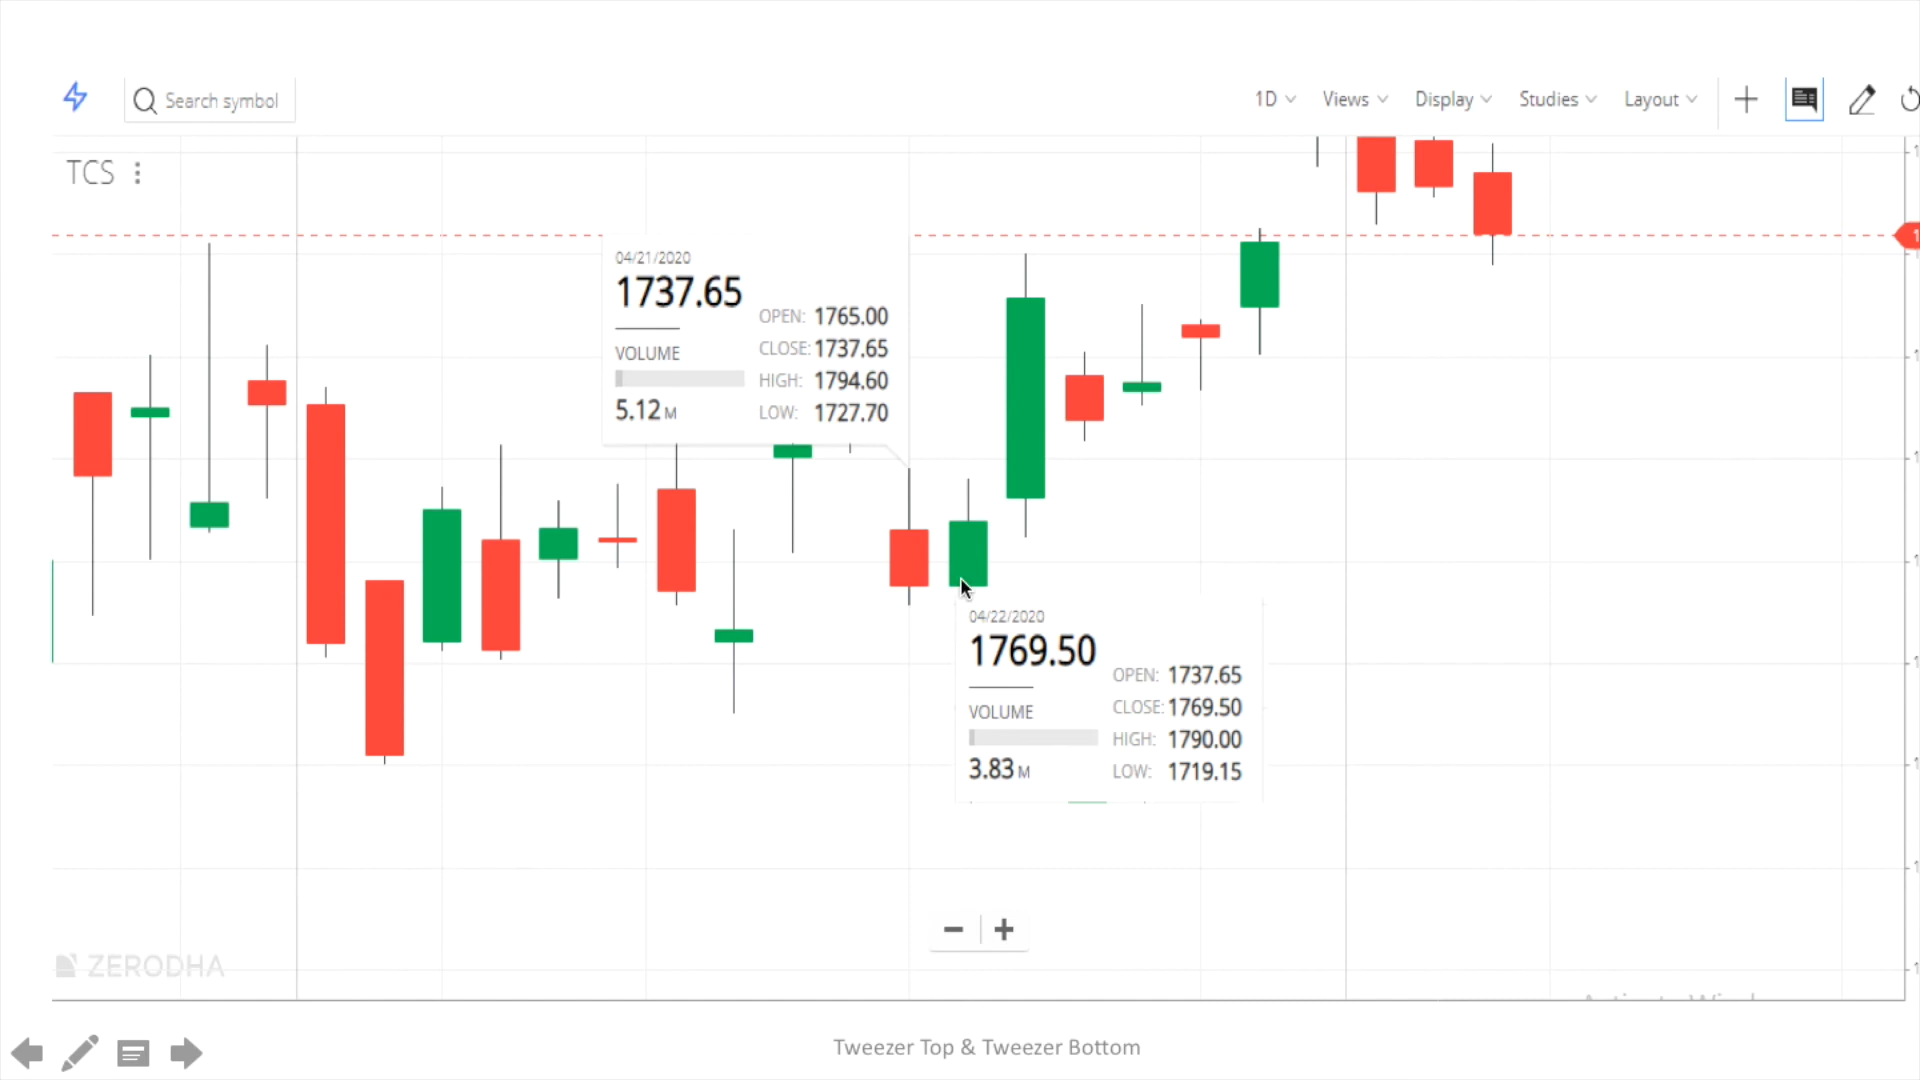 Search symbol
1D
Views
Display
Studies
Layout
TCS
04/21/2020
1737.65
OPEN: 1765.00
VOLUME
CLOSE: 1737.65
HIGH: 1794.60
5.12 M
LOW: 1727.70
04/22/2020
1769.50
OPEN: 1737.65
VOLUME
CLOSE: 1769.50
HIGH: 1790.00
3.83 M
LOW: 1719.15
ZERODHA
Tweezer Top & Tweezer Bottom